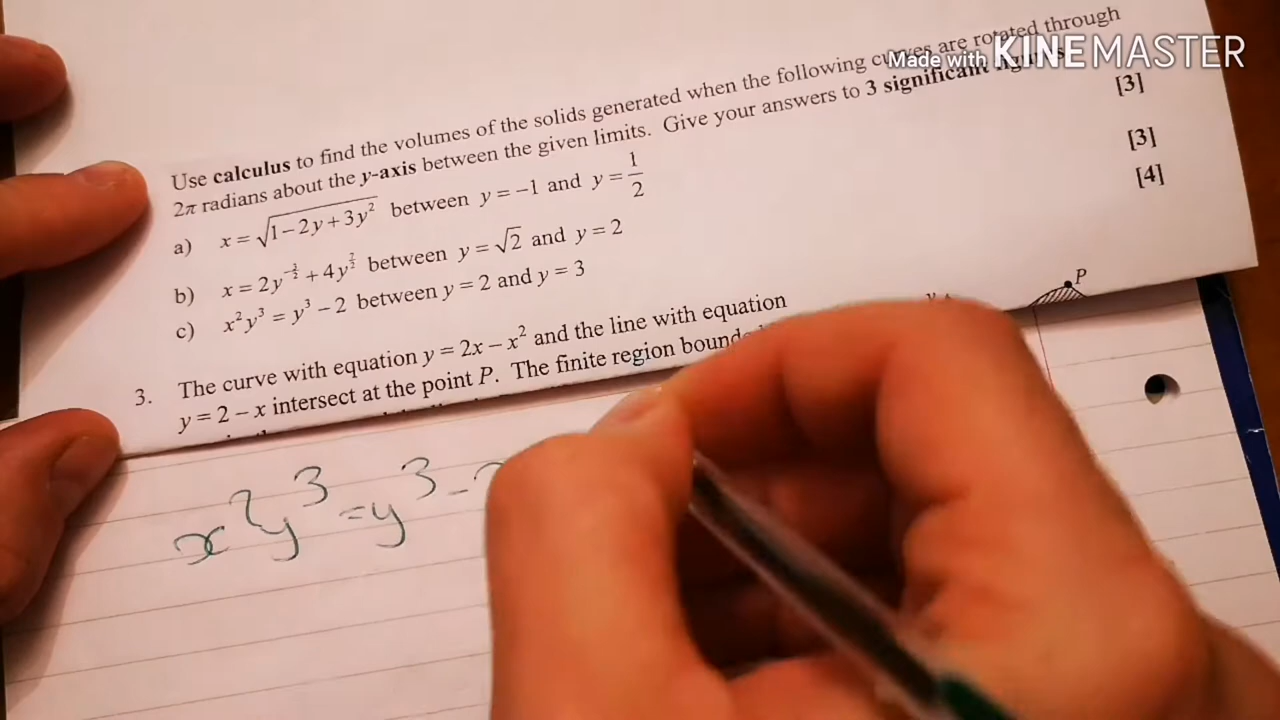 Made with KINEMASTER
Use calculus to find the volumes of the solids generated when the following curves are rotated through
2π radians about the y-axis between the given limits. Give your answers to 3 significant
[3]
a) x = √(1 − 2y + 3y²) between y = −1 and y = 1/2
[3]
b) x = 2y^(-3/2) + 4y^(7/2) between y = √2 and y = 2
[4]
c) x²y³ = y³ − 2 between y = 2 and y = 3
3. The curve with equation y = 2x − x² and the line with equation
y = 2 − x intersect at the point P. The finite region
P
x²y³ = y³ −